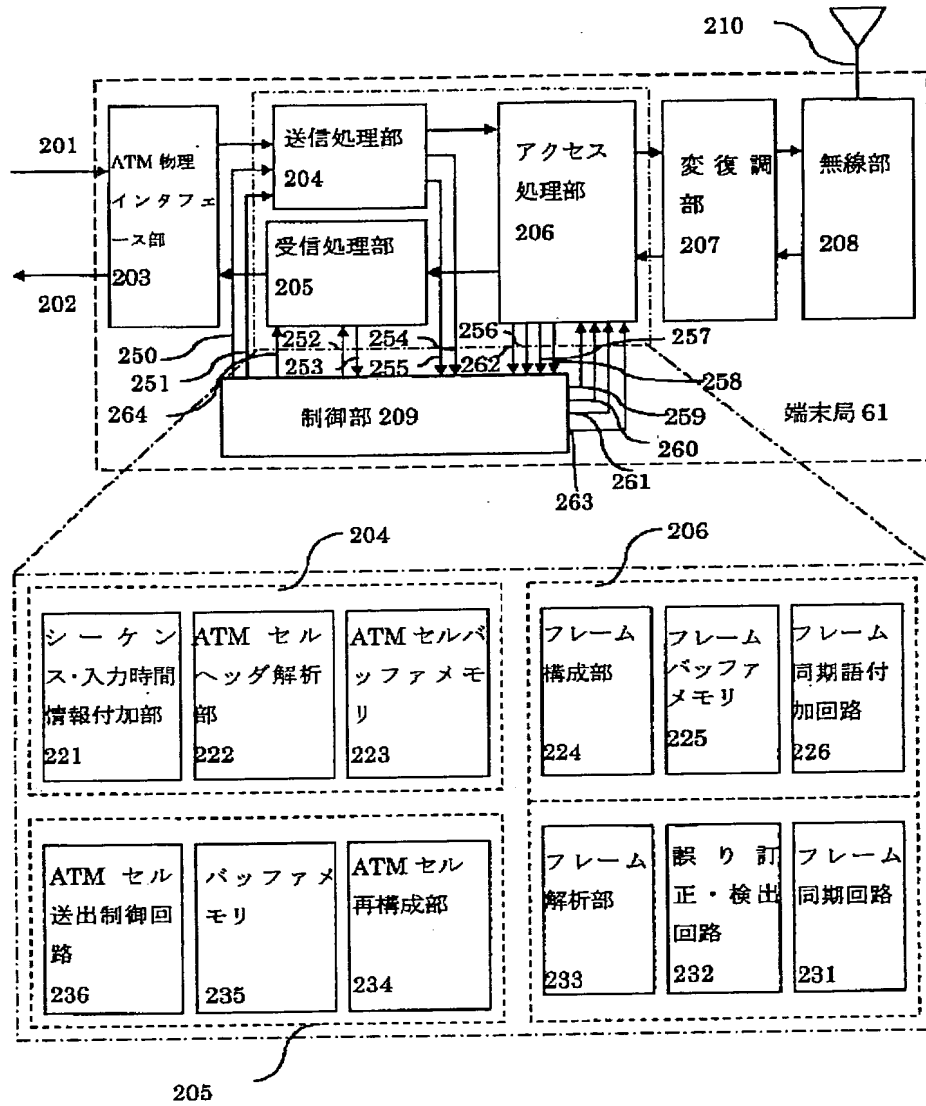 210
201
ATM 物理
インタフェ
ース部
203
202
送信処理部
204
受信処理部
205
アクセス
処理部
206
変復調
部
207
無線部
208
250
251
264
252
253
254
255
256
262
257
258
259
260
261
263
制御部 209
端末局 61
204
206
シーケン
ス・入力時間
情報付加部
221
ATM セル
ヘッダ解析
部
222
ATM セルバ
ッファメモ
リ
223
フレーム
構成部
224
フレーム
バッファ
メモリ
225
フレーム
同期語付
加回路
226
ATM セル
送出制御回
路
236
バッファメ
モリ
235
ATM セル
再構成部
234
フレーム
解析部
233
誤り訂
正・検出
回路
232
フレーム
同期回路
231
205